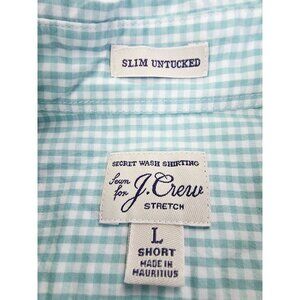 SLIM UNTUCKED
SECRET WASH SHIRTING
Sewn for J.Crew
STRETCH
L
SHORT
MADE IN
MAURITIUS